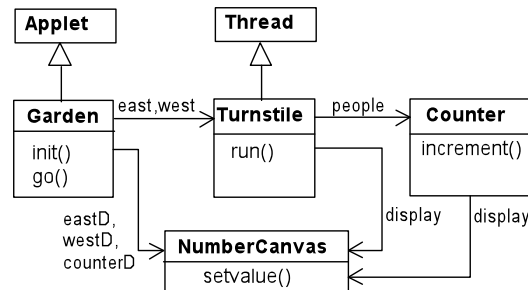 Applet
Thread
Garden
init()
go()
east,west
Turnstile
run()
people
Counter
increment()
eastD,
westD,
counterD
display
display
NumberCanvas
setvalue()